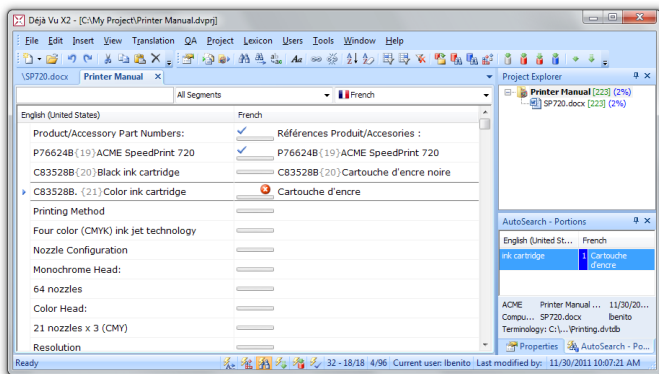 Déjà Vu X2 - [C:\My Project\Printer Manual.dvprj]
File Edit Insert View Translation QA Project Lexicon Users Tools Window Help
\SP720.docx Printer Manual
All Segments French
English (United States) French
Product/Accessory Part Numbers: Références Produit/Accesories :
P76624B{19}ACME SpeedPrint 720 P76624B{19}ACME SpeedPrint 720
C83528B{20}Black ink cartridge C83528B{20}Cartouche d'encre noire
C83528B. {21}Color ink cartridge Cartouche d'encre
Printing Method
Four color (CMYK) ink jet technology
Nozzle Configuration
Monochrome Head:
64 nozzles
Color Head:
21 nozzles x 3 (CMY)
Resolution
Project Explorer
Printer Manual [223] (2%)
SP720.docx [223] (2%)
AutoSearch - Portions
English (United St... French
ink cartridge 1 Cartouche d'encre
ACME Printer Manual ... 11/30/20...
Compu... SP720.docx lbenito
Terminology: C:\...\Printing.dvtdb
Properties AutoSearch - Po...
Ready 32 - 18/18 4/96 Current user: lbenito Last modified by: 11/30/2011 10:07:21 AM